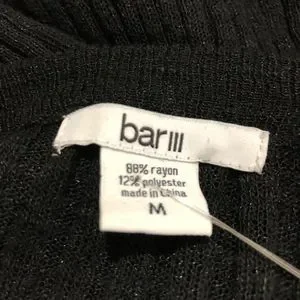 bar III
88% rayon
12% polyester
made in China
M